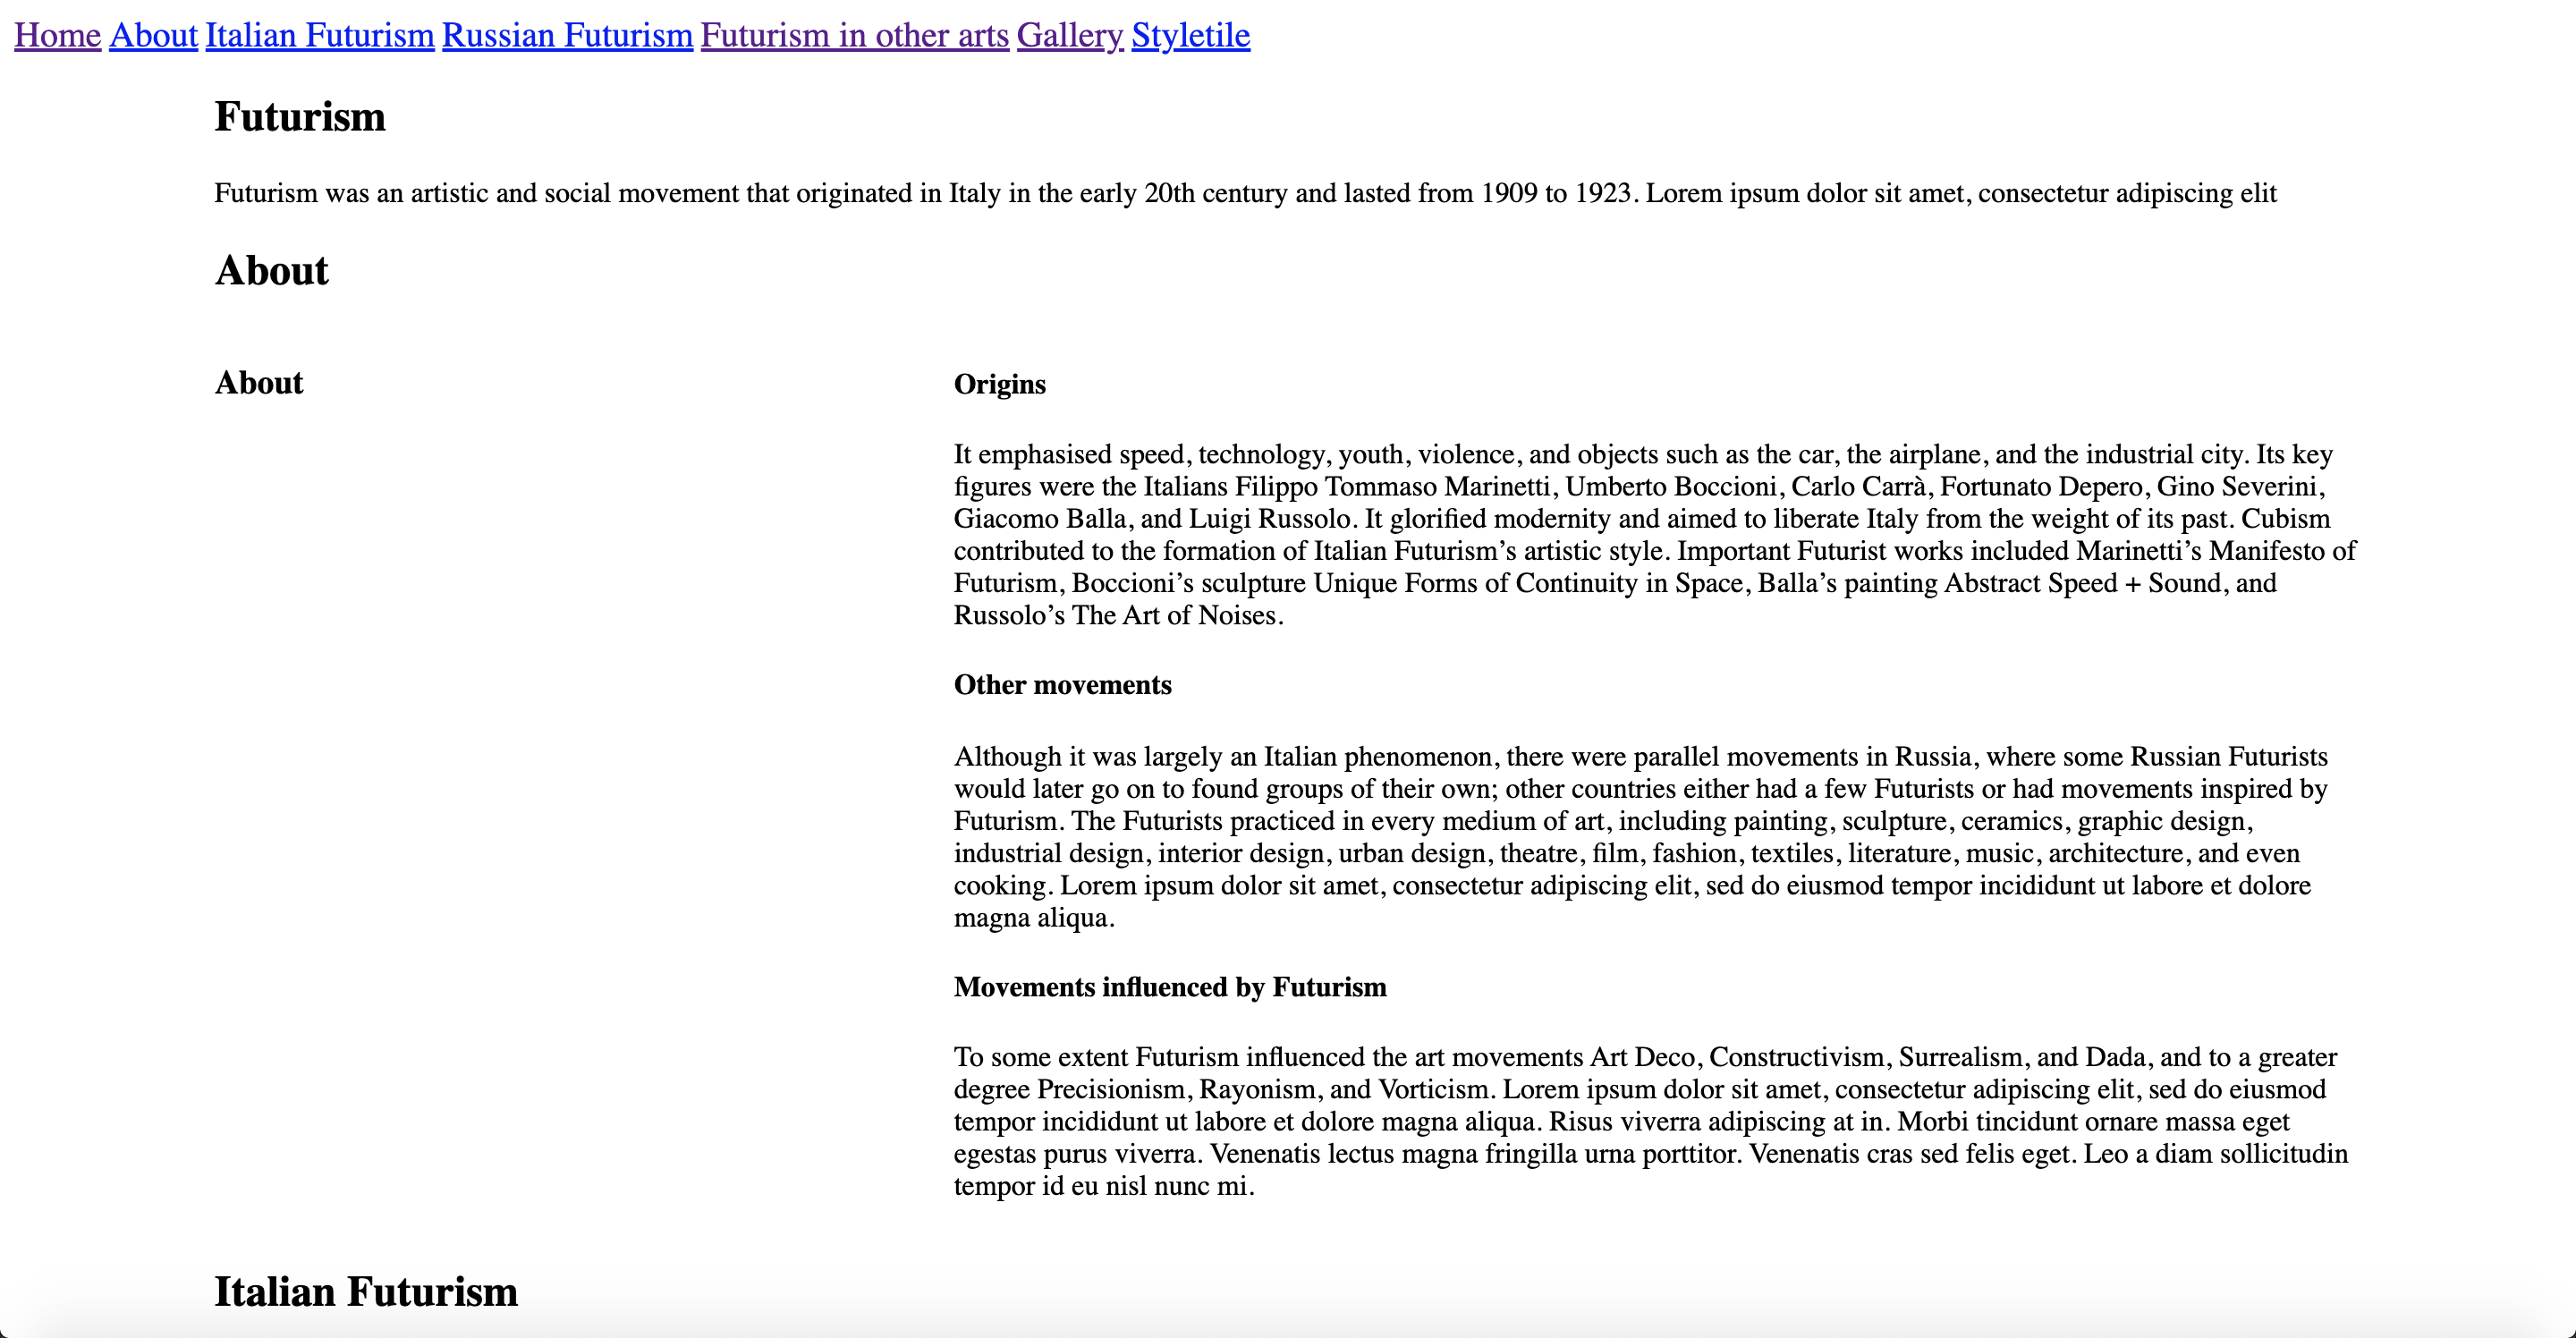 Home About Italian Futurism Russian Futurism Futurism in other arts Gallery Styletile
Futurism
Futurism was an artistic and social movement that originated in Italy in the early 20th century and lasted from 1909 to 1923. Lorem ipsum dolor sit amet, consectetur adipiscing elit
About
About
Origins
It emphasised speed, technology, youth, violence, and objects such as the car, the airplane, and the industrial city. Its key
figures were the Italians Filippo Tommaso Marinetti, Umberto Boccioni, Carlo Carrà, Fortunato Depero, Gino Severini,
Giacomo Balla, and Luigi Russolo. It glorified modernity and aimed to liberate Italy from the weight of its past. Cubism
contributed to the formation of Italian Futurism’s artistic style. Important Futurist works included Marinetti’s Manifesto of
Futurism, Boccioni’s sculpture Unique Forms of Continuity in Space, Balla’s painting Abstract Speed + Sound, and
Russolo’s The Art of Noises.
Other movements
Although it was largely an Italian phenomenon, there were parallel movements in Russia, where some Russian Futurists
would later go on to found groups of their own; other countries either had a few Futurists or had movements inspired by
Futurism. The Futurists practiced in every medium of art, including painting, sculpture, ceramics, graphic design,
industrial design, interior design, urban design, theatre, film, fashion, textiles, literature, music, architecture, and even
cooking. Lorem ipsum dolor sit amet, consectetur adipiscing elit, sed do eiusmod tempor incididunt ut labore et dolore
magna aliqua.
Movements influenced by Futurism
To some extent Futurism influenced the art movements Art Deco, Constructivism, Surrealism, and Dada, and to a greater
degree Precisionism, Rayonism, and Vorticism. Lorem ipsum dolor sit amet, consectetur adipiscing elit, sed do eiusmod
tempor incididunt ut labore et dolore magna aliqua. Risus viverra adipiscing at in. Morbi tincidunt ornare massa eget
egestas purus viverra. Venenatis lectus magna fringilla urna porttitor. Venenatis cras sed felis eget. Leo a diam sollicitudin
tempor id eu nisl nunc mi.
Italian Futurism